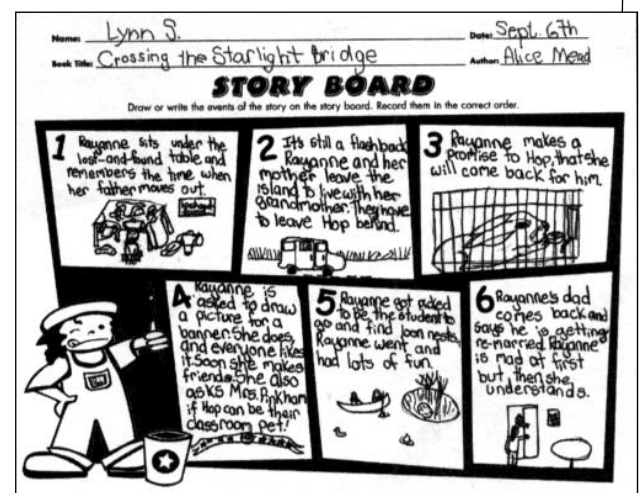 Name: Lynn S.
Date: Sept. 6th
Book Title: Crossing the Starlight Bridge
Author: Alice Mead
STORY BOARD
Draw or write the events of the story on the story board. Record them in the correct order.
1 Rayanne sits under the
lost-and-found table and
remembers the time when
her father moves out.
2 It's still a flashback
Rayanne and her
mother leave the
island to live with her
grandmother. They have
to leave Hop behind.
3 Rayanne makes a
promise to Hop, that she
will come back for him.
4 Rayanne is
asked to draw
a picture for a
banner. She does,
and everyone likes
it. Soon she makes
friends. She also
asks Mrs. Pinkham
if Hop can be their
classroom pet!
5 Rayanne got picked
to be the student to
go and find loon nests.
Rayanne went and
had lots of fun.
6 Rayanne's dad
comes back and
says he is getting
re-married Rayanne
is mad at first
but then she
understands.